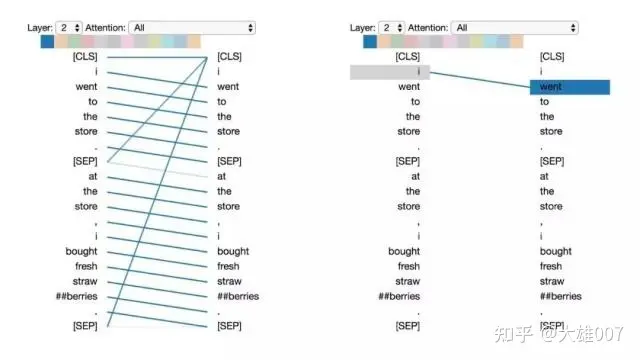 Layer: 2 Attention: All
[CLS] [CLS]
i i
went went
to to
the the
store store
. .
[SEP] [SEP]
at at
the the
store store
, ,
i i
bought bought
fresh fresh
straw straw
##berries ##berries
. .
[SEP] [SEP]
Layer: 2 Attention: All
[CLS] [CLS]
i i
went went
to to
the the
store store
. .
[SEP] [SEP]
at at
the the
store store
, ,
i i
bought bought
fresh fresh
straw straw
##berries ##berries
. .
[SEP] [SEP]
知乎 @大雄007